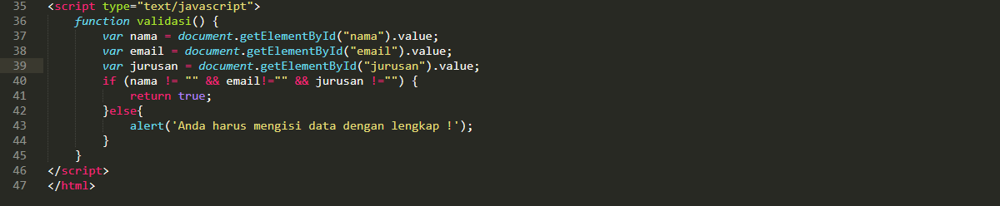 35 <script type="text/javascript">
36 function validasi() {
37 var nama = document.getElementById("nama").value;
38 var email = document.getElementById("email").value;
39 var jurusan = document.getElementById("jurusan").value;
40 if (nama != "" && email!="" && jurusan !="") {
41 return true;
42 }else{
43 alert('Anda harus mengisi data dengan lengkap !');
44 }
45 }
46 </script>
47 </html>